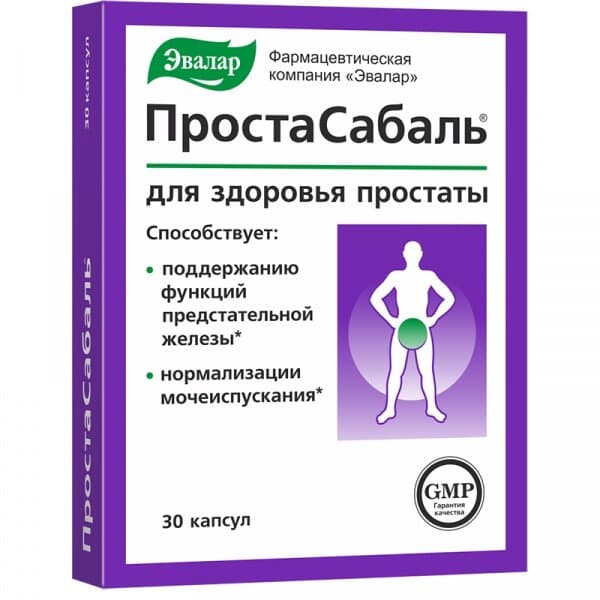 Эвалар
Фармацевтическая
компания «Эвалар»
ПростаСабаль®
для здоровья простаты
Способствует:
• поддержанию
функций
предстательной
железы*
• нормализации
мочеиспускания*
GMP
Гарантия
качества
30 капсул
30 капсул
ПростаСабаль®